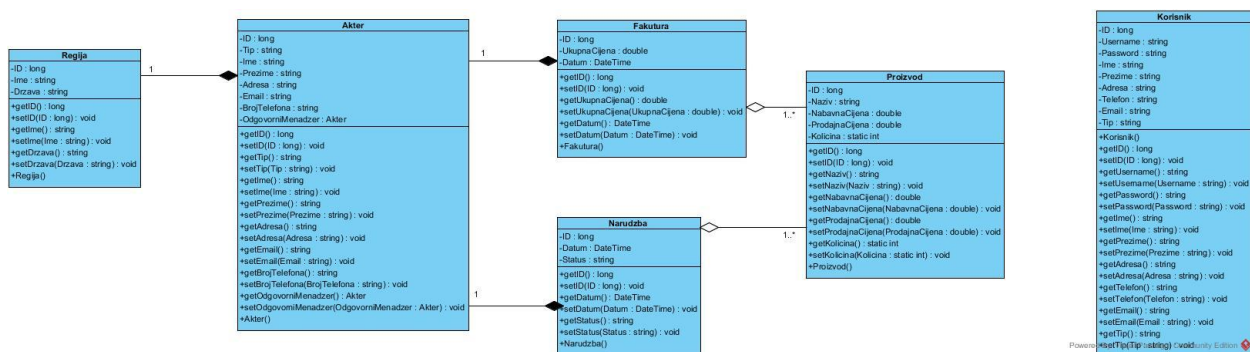 Regija
-ID : long
-Ime : string
-Drzava : string
+getID() : long
+setID(ID : long) : void
+getIme() : string
+setIme(Ime : string) : void
+getDrzava() : string
+setDrzava(Drzava : string) : void
+Regija()
1
Akter
-ID : long
-Tip : string
-Ime : string
-Prezime : string
-Adresa : string
-Email : string
-BrojTelefona : string
-OdgovorniMenadzer : Akter
+getID() : long
+setID(ID : long) : void
+getTip() : string
+setTip(Tip : string) : void
+getIme() : string
+setIme(Ime : string) : void
+getPrezime() : string
+setPrezime(Prezime : string) : void
+getAdresa() : string
+setAdresa(Adresa : string) : void
+getEmail() : string
+setEmail(Email : string) : void
+getBrojTelefona() : string
+setBrojTelefona(BrojTelefona : string) : void
+getOdgovorniMenadzer() : Akter
+setOdgovorniMenadzer(OdgovorniMenadzer : Akter) : void
+Akter()
1
1
Fakutura
-ID : long
-UkupnaCijena : double
-Datum : DateTime
+getID() : long
+setID(ID : long) : void
+getUkupnaCijena() : double
+setUkupnaCijena(UkupnaCijena : double) : void
+getDatum() : DateTime
+setDatum(Datum : DateTime) : void
+Fakutura()
1..*
Narudzba
-ID : long
-Datum : DateTime
-Status : string
+getID() : long
+setID(ID : long) : void
+getDatum() : DateTime
+setDatum(Datum : DateTime) : void
+getStatus() : string
+setStatus(Status : string) : void
+Narudzba()
1..*
Proizvod
-ID : long
-Naziv : string
-NabavnaCijena : double
-ProdajnaCijena : double
-Kolicina : static int
+getID() : long
+setID(ID : long) : void
+getNaziv() : string
+setNaziv(Naziv : string) : void
+getNabavnaCijena() : double
+setNabavnaCijena(NabavnaCijena : double) : void
+getProdajnaCijena() : double
+setProdajnaCijena(ProdajnaCijena : double) : void
+getKolicina() : static int
+setKolicina(Kolicina : static int) : void
+Proizvod()
Korisnik
-ID : long
-Username : string
-Password : string
-Ime : string
-Prezime : string
-Adresa : string
-Telefon : string
-Email : string
-Tip : string
+Korisnik()
+getID() : long
+setID(ID : long) : void
+getUsername() : string
+setUsername(Username : string) : void
+getPassword() : string
+setPassword(Password : string) : void
+getIme() : string
+setIme(Ime : string) : void
+getPrezime() : string
+setPrezime(Prezime : string) : void
+getAdresa() : string
+setAdresa(Adresa : string) : void
+getTelefon() : string
+setTelefon(Telefon : string) : void
+getEmail() : string
+setEmail(Email : string) : void
+getTip() : string
+setTip(Tip : string) : void
Community Edition